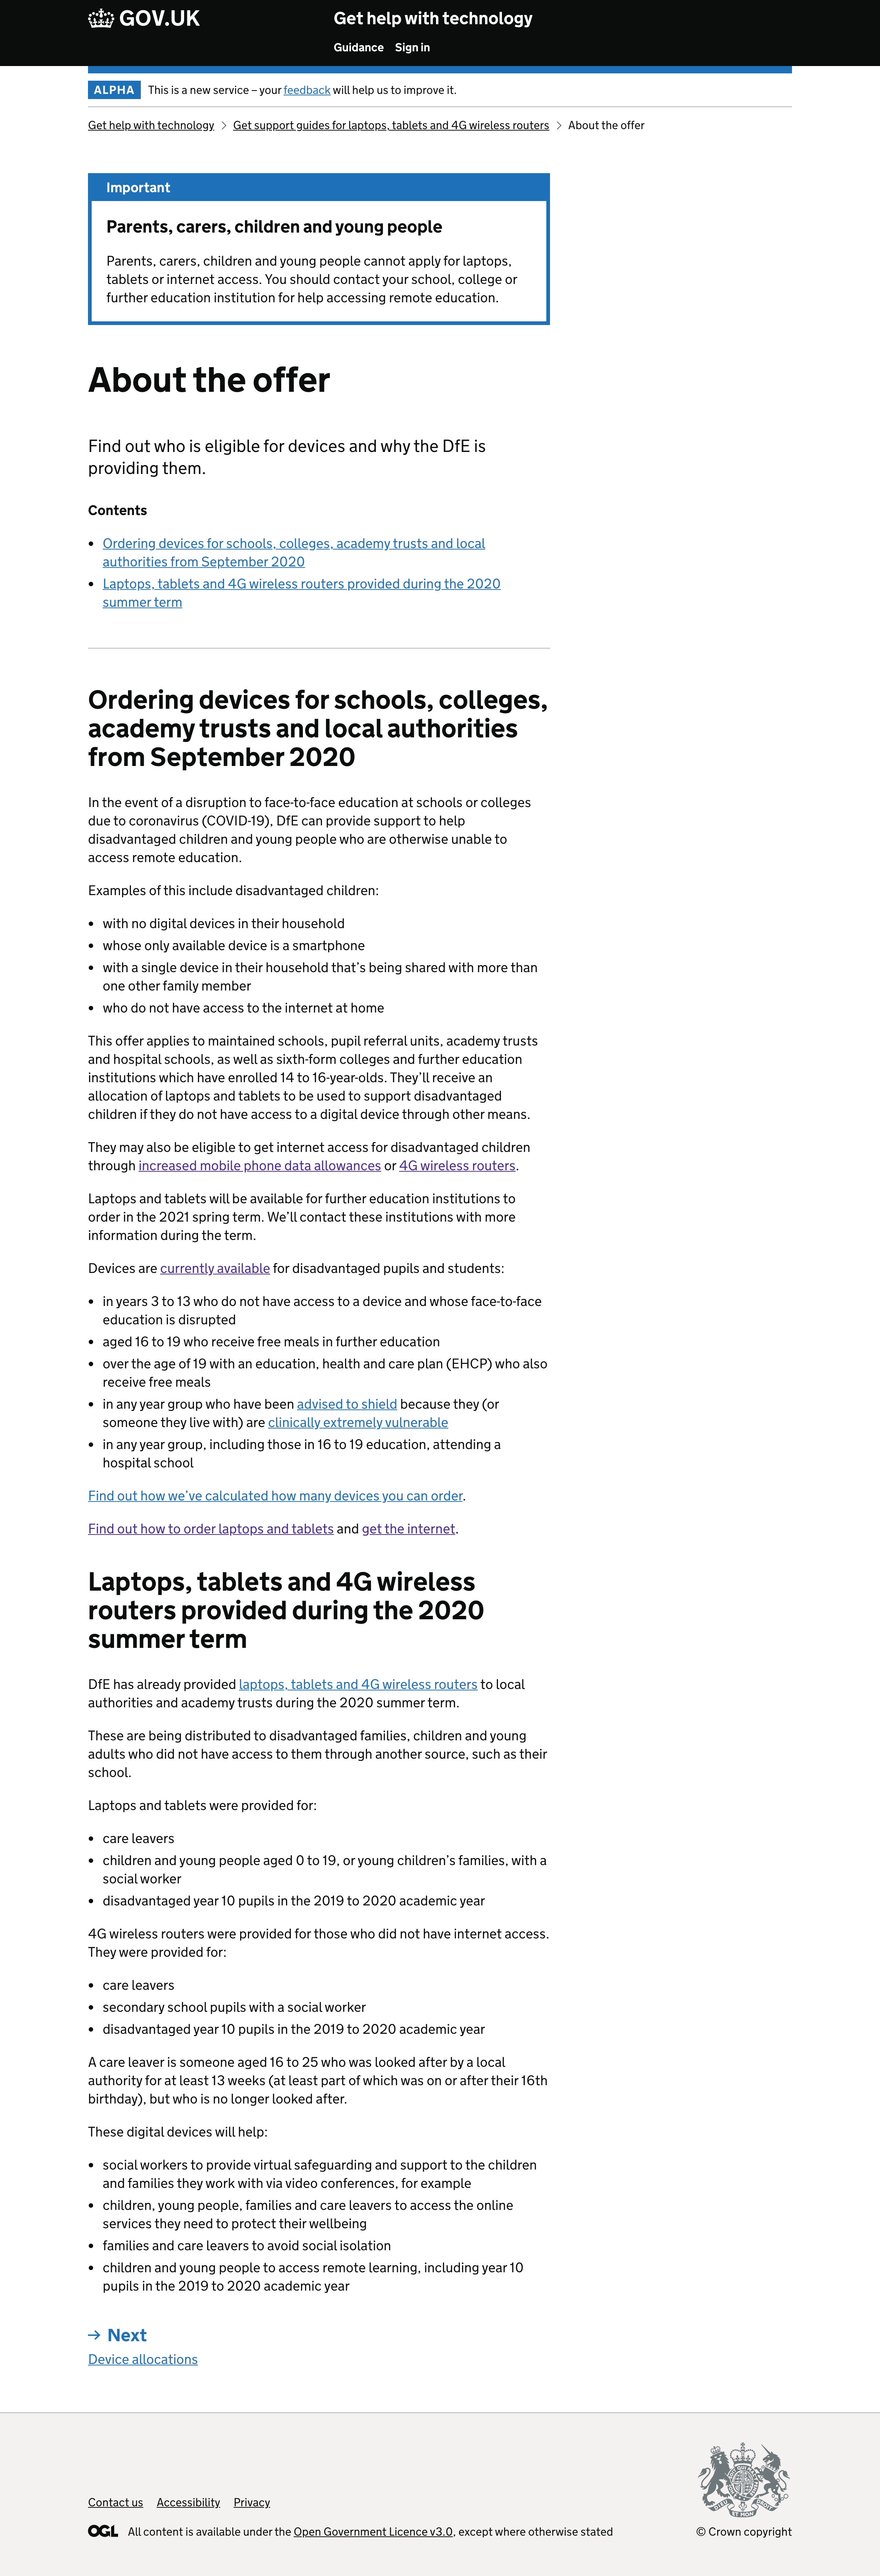 GOV.UK
Get help with technology
Guidance Sign in
ALPHA This is a new service – your feedback will help us to improve it.
Get help with technology > Get support guides for laptops, tablets and 4G wireless routers > About the offer
Important
Parents, carers, children and young people
Parents, carers, children and young people cannot apply for laptops,
tablets or internet access. You should contact your school, college or
further education institution for help accessing remote education.
About the offer
Find out who is eligible for devices and why the DfE is
providing them.
Contents
• Ordering devices for schools, colleges, academy trusts and local
authorities from September 2020
• Laptops, tablets and 4G wireless routers provided during the 2020
summer term
Ordering devices for schools, colleges,
academy trusts and local authorities
from September 2020
In the event of a disruption to face-to-face education at schools or colleges
due to coronavirus (COVID-19), DfE can provide support to help
disadvantaged children and young people who are otherwise unable to
access remote education.
Examples of this include disadvantaged children:
• with no digital devices in their household
• whose only available device is a smartphone
• with a single device in their household that’s being shared with more than
one other family member
• who do not have access to the internet at home
This offer applies to maintained schools, pupil referral units, academy trusts
and hospital schools, as well as sixth-form colleges and further education
institutions which have enrolled 14 to 16-year-olds. They’ll receive an
allocation of laptops and tablets to be used to support disadvantaged
children if they do not have access to a digital device through other means.
They may also be eligible to get internet access for disadvantaged children
through increased mobile phone data allowances or 4G wireless routers.
Laptops and tablets will be available for further education institutions to
order in the 2021 spring term. We’ll contact these institutions with more
information during the term.
Devices are currently available for disadvantaged pupils and students:
• in years 3 to 13 who do not have access to a device and whose face-to-face
education is disrupted
• aged 16 to 19 who receive free meals in further education
• over the age of 19 with an education, health and care plan (EHCP) who also
receive free meals
• in any year group who have been advised to shield because they (or
someone they live with) are clinically extremely vulnerable
• in any year group, including those in 16 to 19 education, attending a
hospital school
Find out how we’ve calculated how many devices you can order.
Find out how to order laptops and tablets and get the internet.
Laptops, tablets and 4G wireless
routers provided during the 2020
summer term
DfE has already provided laptops, tablets and 4G wireless routers to local
authorities and academy trusts during the 2020 summer term.
These are being distributed to disadvantaged families, children and young
adults who did not have access to them through another source, such as their
school.
Laptops and tablets were provided for:
• care leavers
• children and young people aged 0 to 19, or young children’s families, with a
social worker
• disadvantaged year 10 pupils in the 2019 to 2020 academic year
4G wireless routers were provided for those who did not have internet access.
They were provided for:
• care leavers
• secondary school pupils with a social worker
• disadvantaged year 10 pupils in the 2019 to 2020 academic year
A care leaver is someone aged 16 to 25 who was looked after by a local
authority for at least 13 weeks (at least part of which was on or after their 16th
birthday), but who is no longer looked after.
These digital devices will help:
• social workers to provide virtual safeguarding and support to the children
and families they work with via video conferences, for example
• children, young people, families and care leavers to access the online
services they need to protect their wellbeing
• families and care leavers to avoid social isolation
• children and young people to access remote learning, including year 10
pupils in the 2019 to 2020 academic year
→ Next
Device allocations
Contact us Accessibility Privacy
OGL All content is available under the Open Government Licence v3.0, except where otherwise stated
© Crown copyright